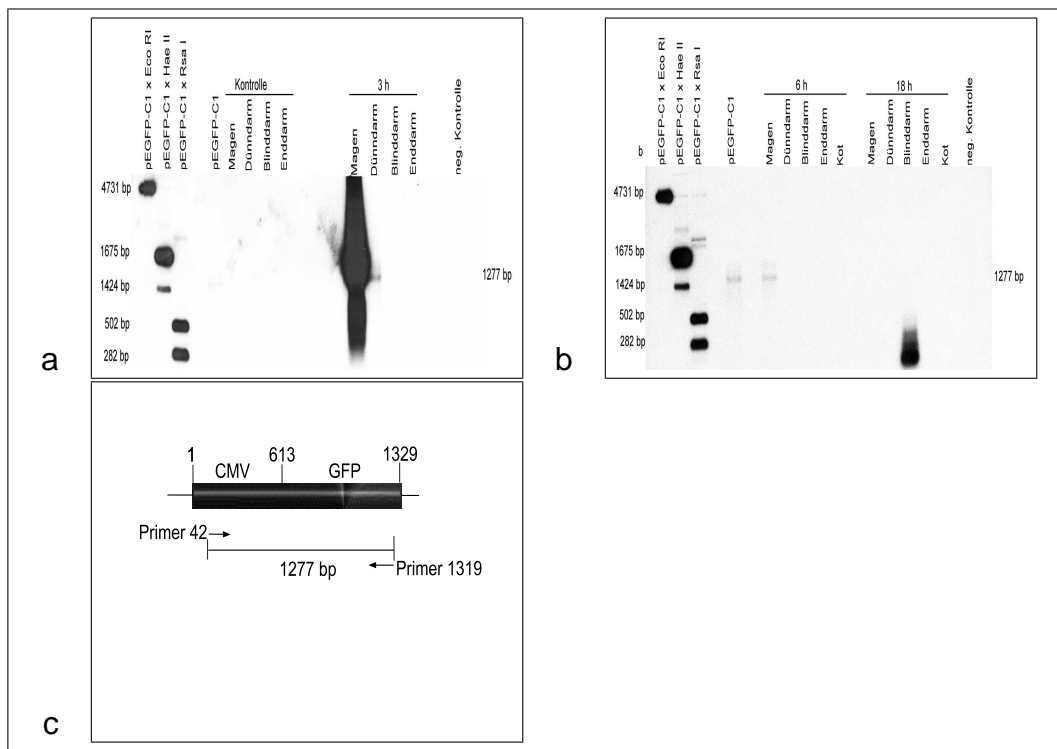 pEGFP-C1 x Eco RI
pEGFP-C1 x Hae II
pEGFP-C1 x Rsa I
pEGFP-C1
Kontrolle
Magen
Dünndarm
Blinddarm
Enddarm
3 h
Magen
Dünndarm
Blinddarm
Enddarm
neg. Kontrolle
4731 bp
1675 bp
1424 bp
502 bp
282 bp
1277 bp
a
b
pEGFP-C1 x Eco RI
pEGFP-C1 x Hae II
pEGFP-C1 x Rsa I
pEGFP-C1
6 h
Magen
Dünndarm
Blinddarm
Enddarm
Kot
18 h
Magen
Dünndarm
Blinddarm
Enddarm
Kot
neg. Kontrolle
4731 bp
1675 bp
1424 bp
502 bp
282 bp
1277 bp
b
1 613 1329
CMV GFP
Primer 42
1277 bp
Primer 1319
c